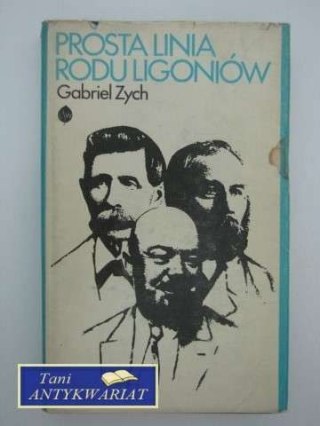 PROSTA LINIA
RODU LIGONIÓW
Gabriel Zych
Tani
ANTYKWARIAT